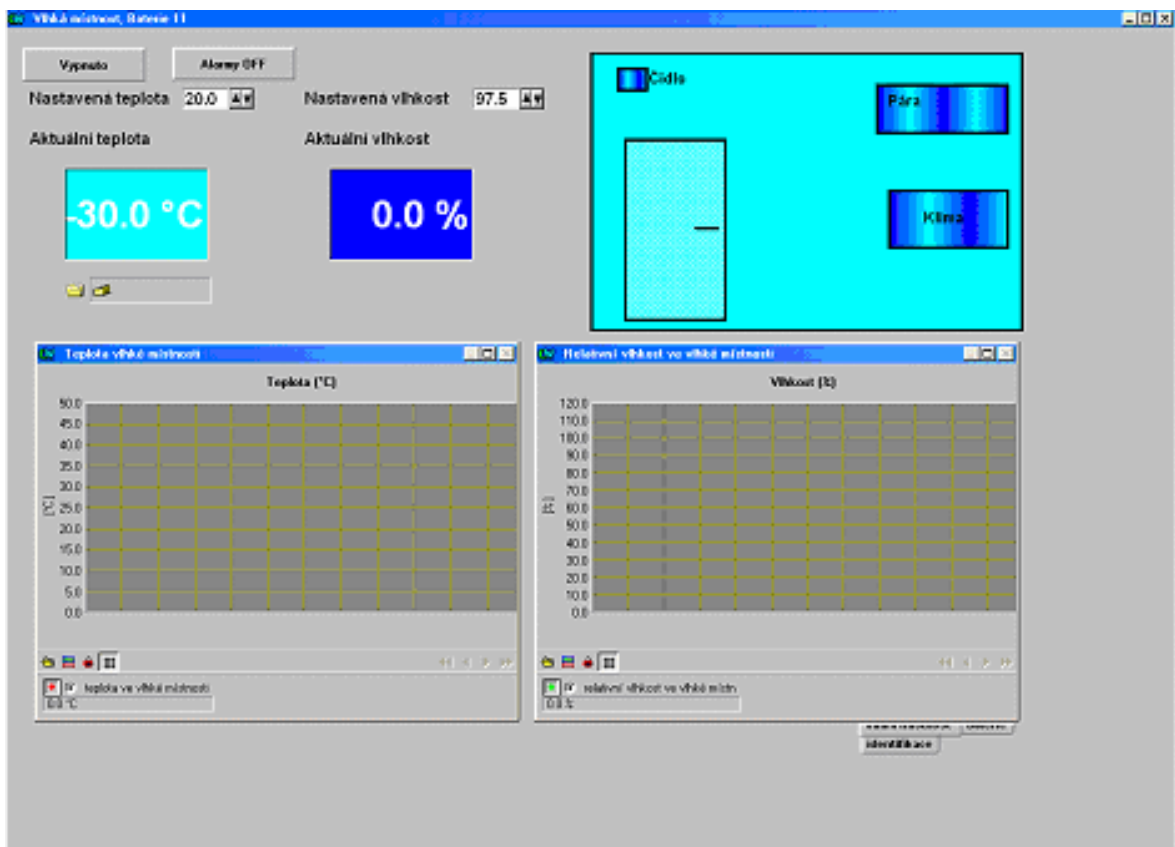 Vlhká místnost, Baterie 11
Vypnuto
Alarmy OFF
Nastavená teplota 20.0
Nastavená vlhkost 97.5
Aktuální teplota
Aktuální vlhkost
-30.0 °C
0.0 %
Čidlo
Pára
Klima
Teplota vlhké místnosti
Teplota (°C)
50.0
45.0
40.0
35.0
30.0
25.0
20.0
15.0
10.0
5.0
0.0
[°C]
teplota ve vlhké místnosti
0.0 °C
Relativní vlhkost ve vlhké místnosti
Vlhkost (%)
120.0
110.0
100.0
90.0
80.0
70.0
60.0
50.0
40.0
30.0
20.0
10.0
0.0
[%]
relativní vlhkost ve vlhké místn
0.0 %
identifikace